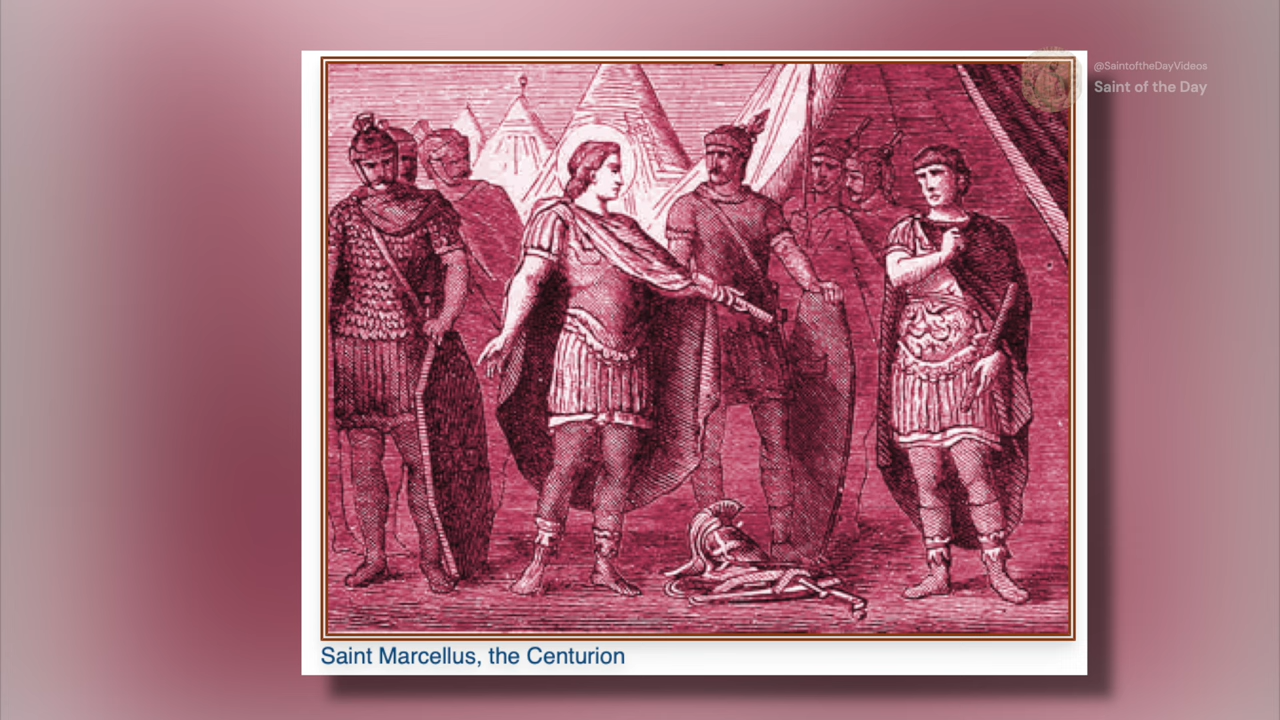 @SaintoftheDayVideos
Saint of the Day
Saint Marcellus, the Centurion